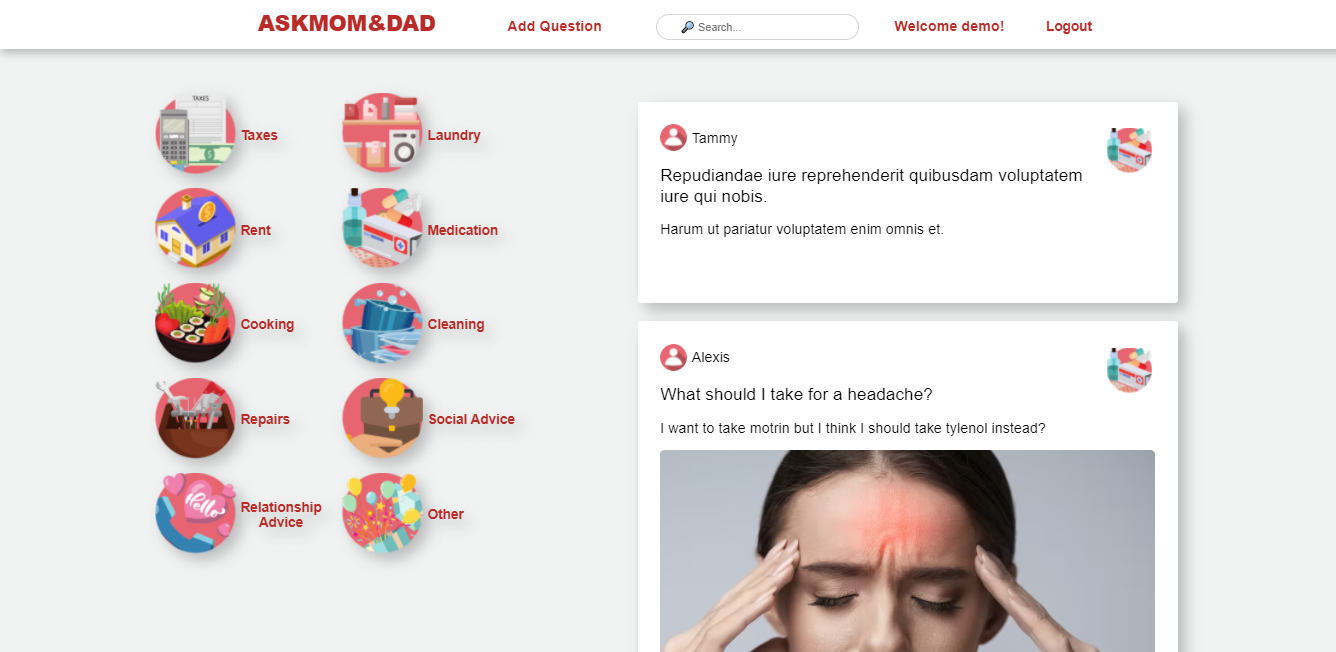 ASKMOM&DAD
Add Question
Search...
Welcome demo!
Logout
TAXES
Taxes
Laundry
Rent
Medication
Cooking
Cleaning
Repairs
Social Advice
Hello
Relationship
Advice
Other
Tammy
Repudiandae iure reprehenderit quibusdam voluptatem
iure qui nobis.
Harum ut pariatur voluptatem enim omnis et.
Alexis
What should I take for a headache?
I want to take motrin but I think I should take tylenol instead?